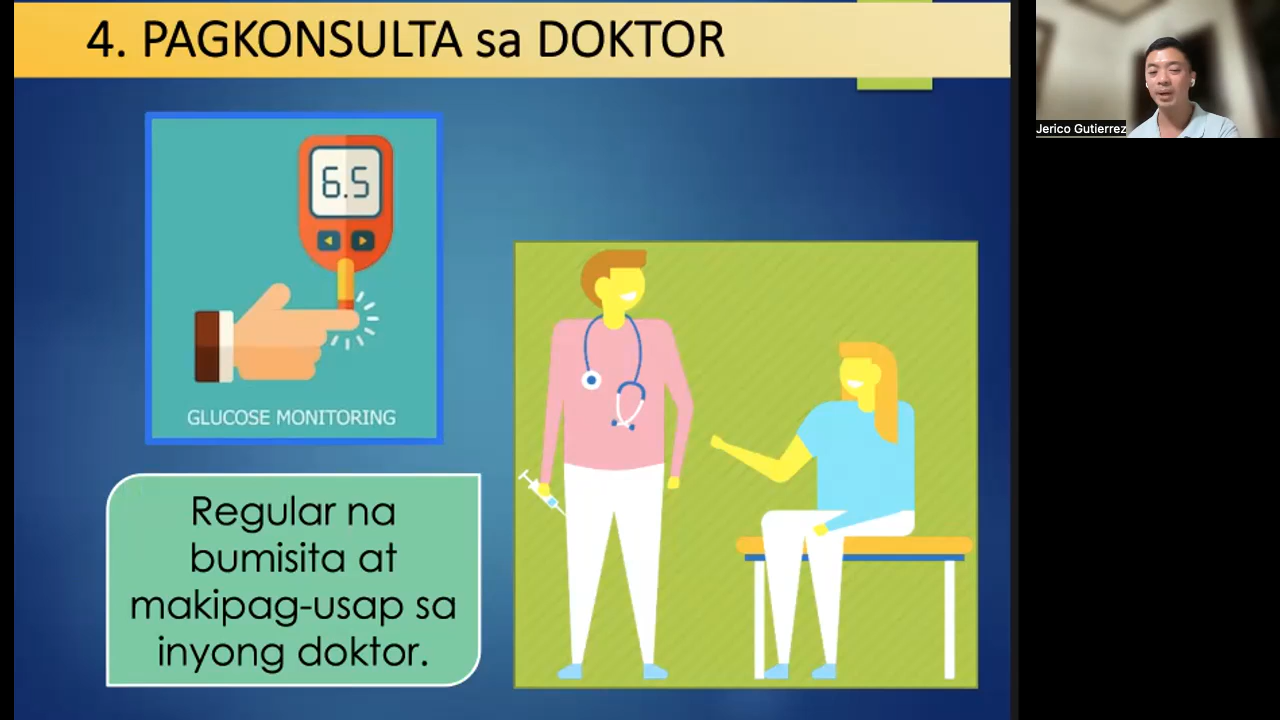 4. PAGKONSULTA sa DOKTOR
Jerico Gutierrez
6.5
GLUCOSE MONITORING
Regular na
bumisita at
makipag-usap sa
inyong doktor.